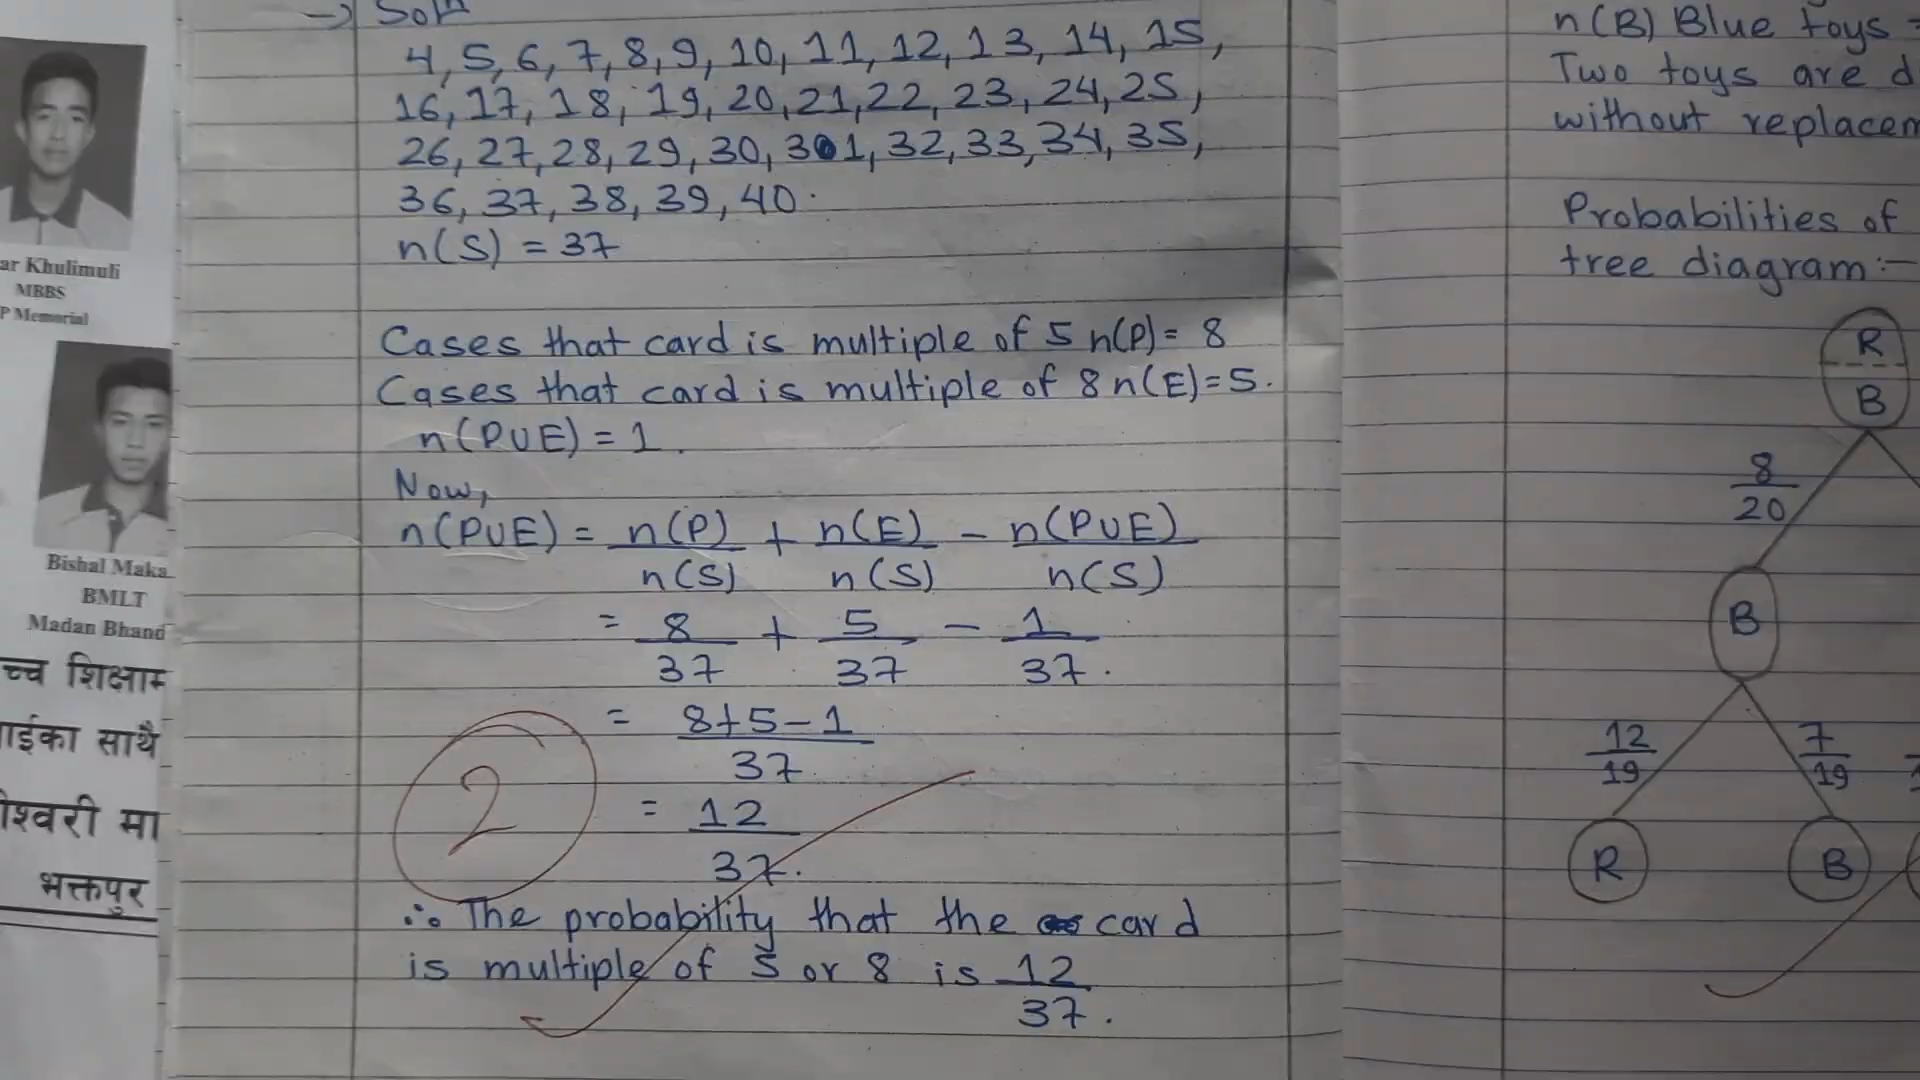 → Soln
4, 5, 6, 7, 8, 9, 10, 11, 12, 13, 14, 15,
16, 17, 18, 19, 20, 21, 22, 23, 24, 25,
26, 27, 28, 29, 30, 31, 32, 33, 34, 35,
36, 37, 38, 39, 40.
n(S) = 37
Cases that card is multiple of 5 n(P) = 8
Cases that card is multiple of 8 n(E) = 5.
n(P∪E) = 1.
Now,
n(P∪E) = n(P)/n(S) + n(E)/n(S) - n(P∪E)/n(S)
= 8/37 + 5/37 - 1/37.
= 8+5-1/37
2
= 12/37.
∴ The probability that the card
is multiple of 5 or 8 is 12/37.
n(B) Blue toys =
Two toys are d
without replacem
Probabilities of
tree diagram:-
R
B
8/20
B
12/19 7/19
R B
ar Khulimuli
MBBS
P Memorial
Bishal Maka
BMLT
Madan Bhand
च्च शिक्षाम
ाईका साथै
ेश्वरी मा
भक्तपुर